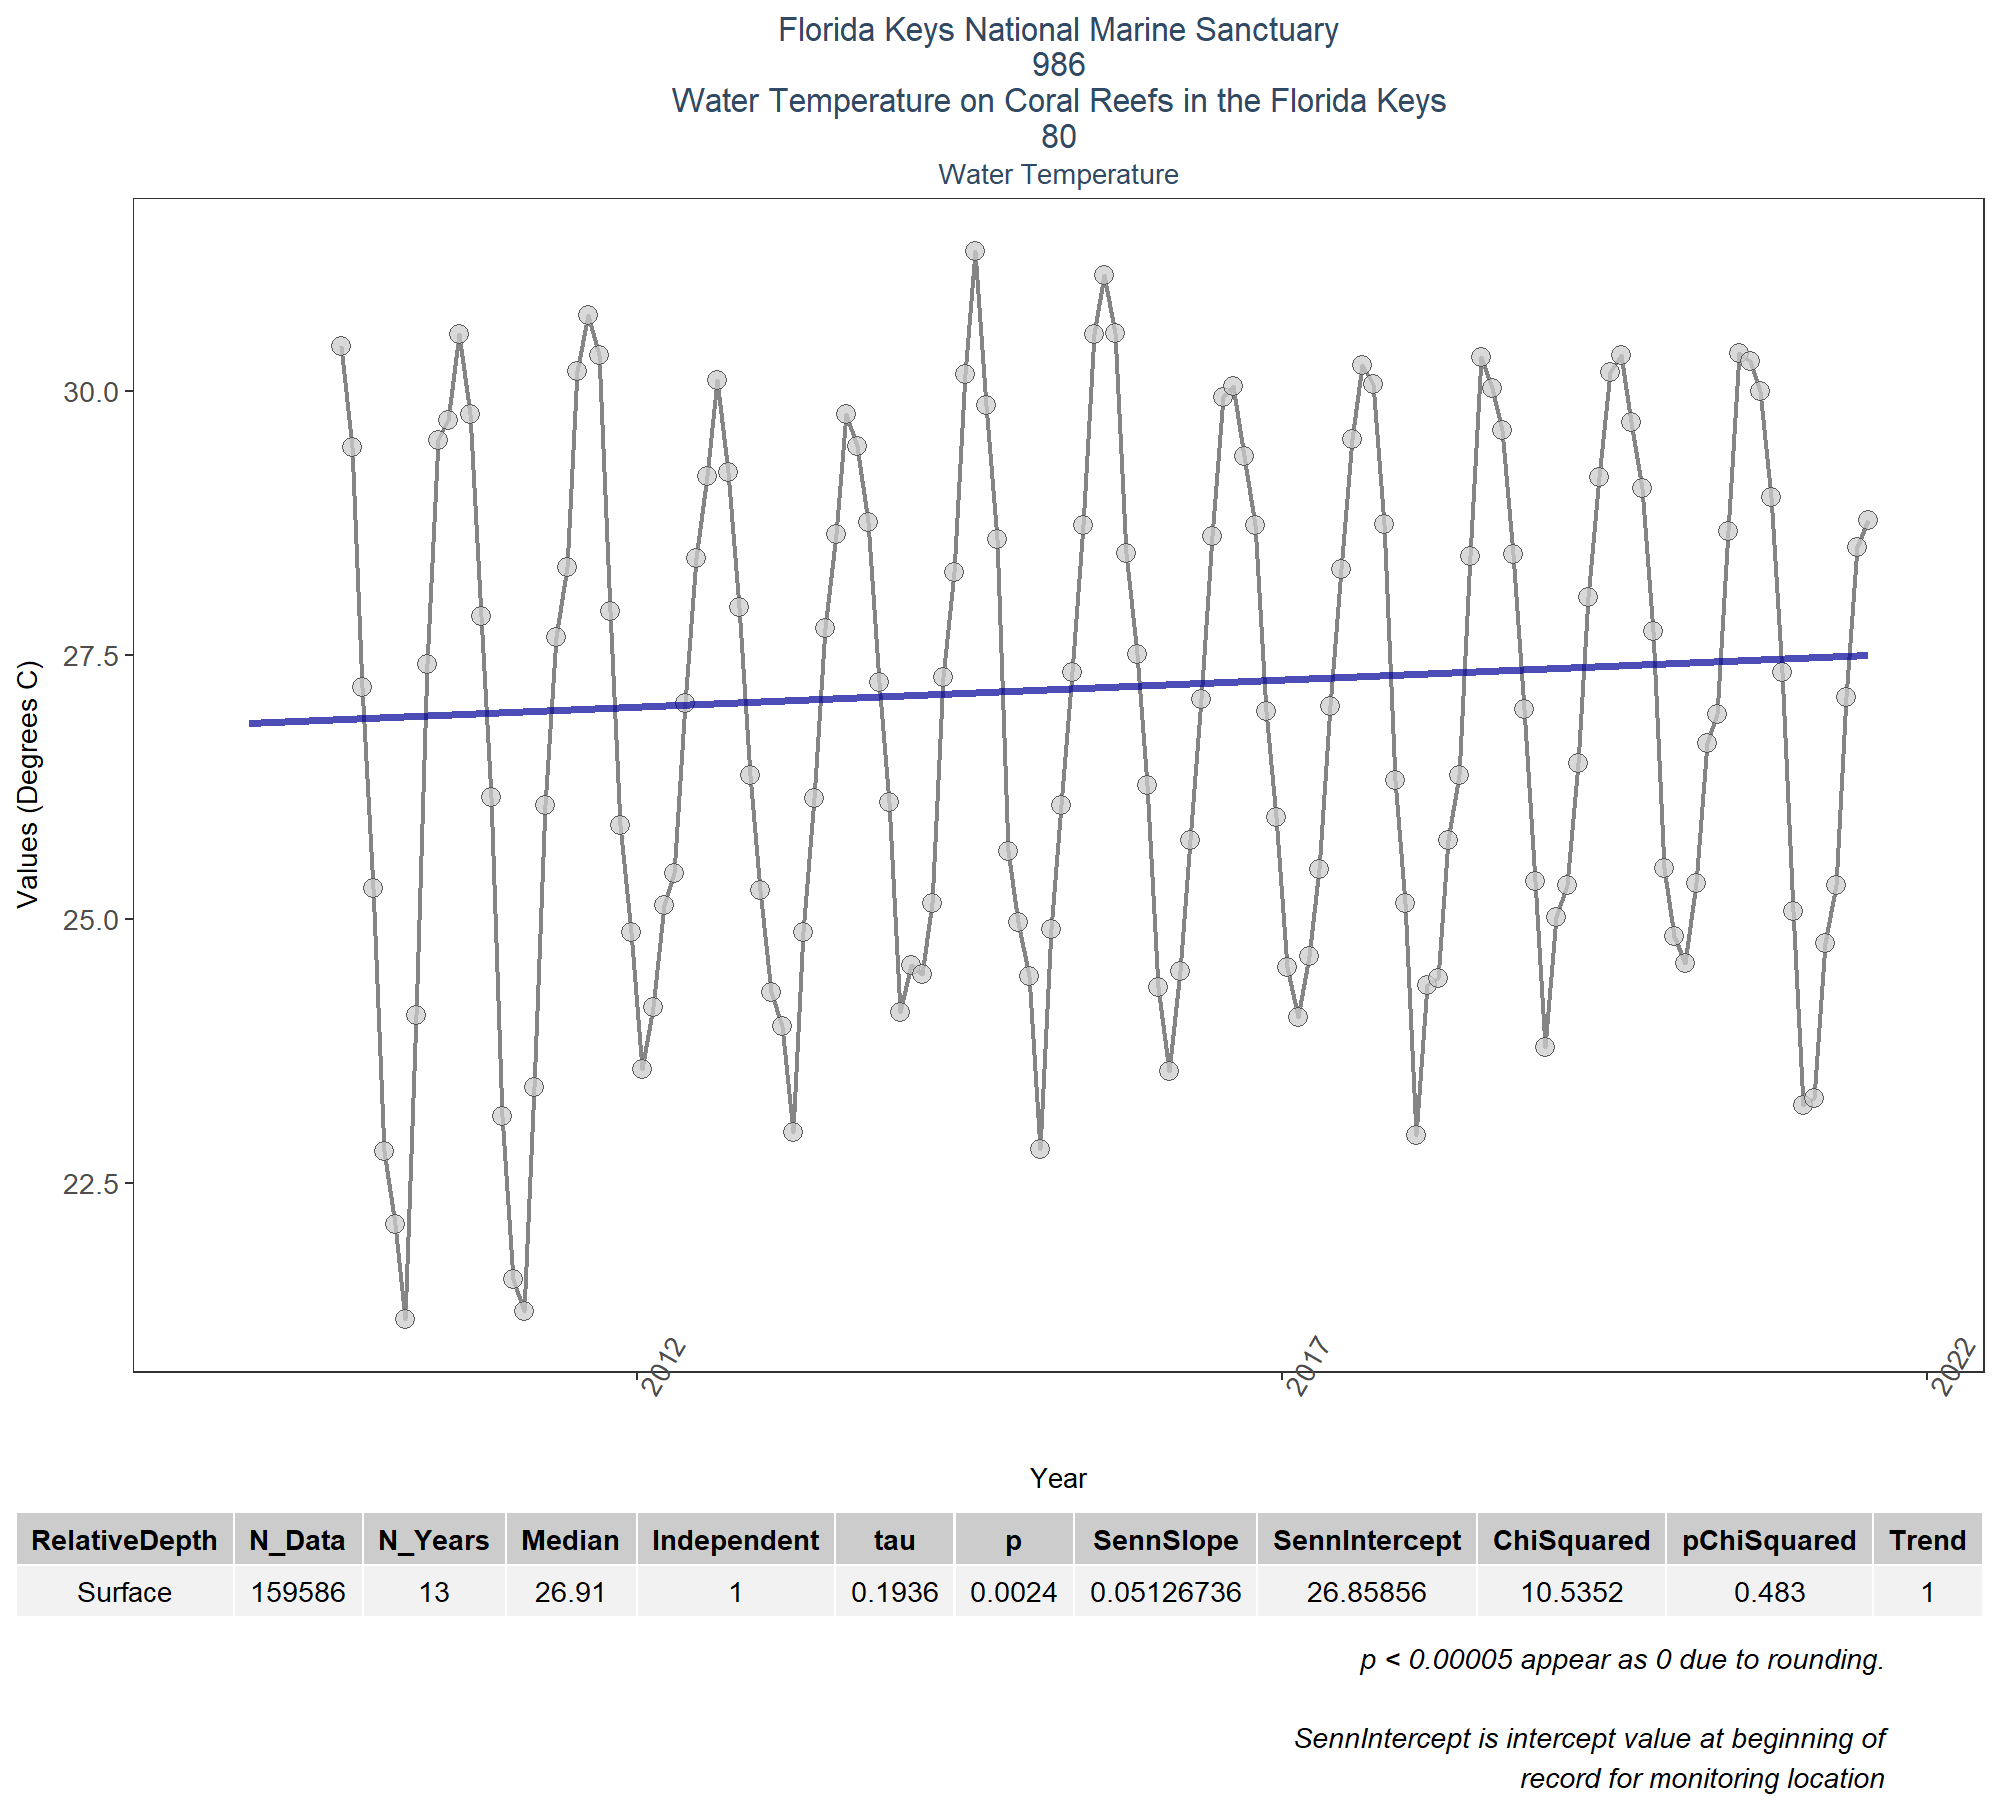 Florida Keys National Marine Sanctuary
986
Water Temperature on Coral Reefs in the Florida Keys
80
Water Temperature
Values (Degrees C)
30.0
27.5
25.0
22.5
2012 2017 2022
Year
RelativeDepth N_Data N_Years Median Independent tau p SennSlope SennIntercept ChiSquared pChiSquared Trend
Surface 159586 13 26.91 1 0.1936 0.0024 0.05126736 26.85856 10.5352 0.483 1
p < 0.00005 appear as 0 due to rounding.
SennIntercept is intercept value at beginning of
record for monitoring location